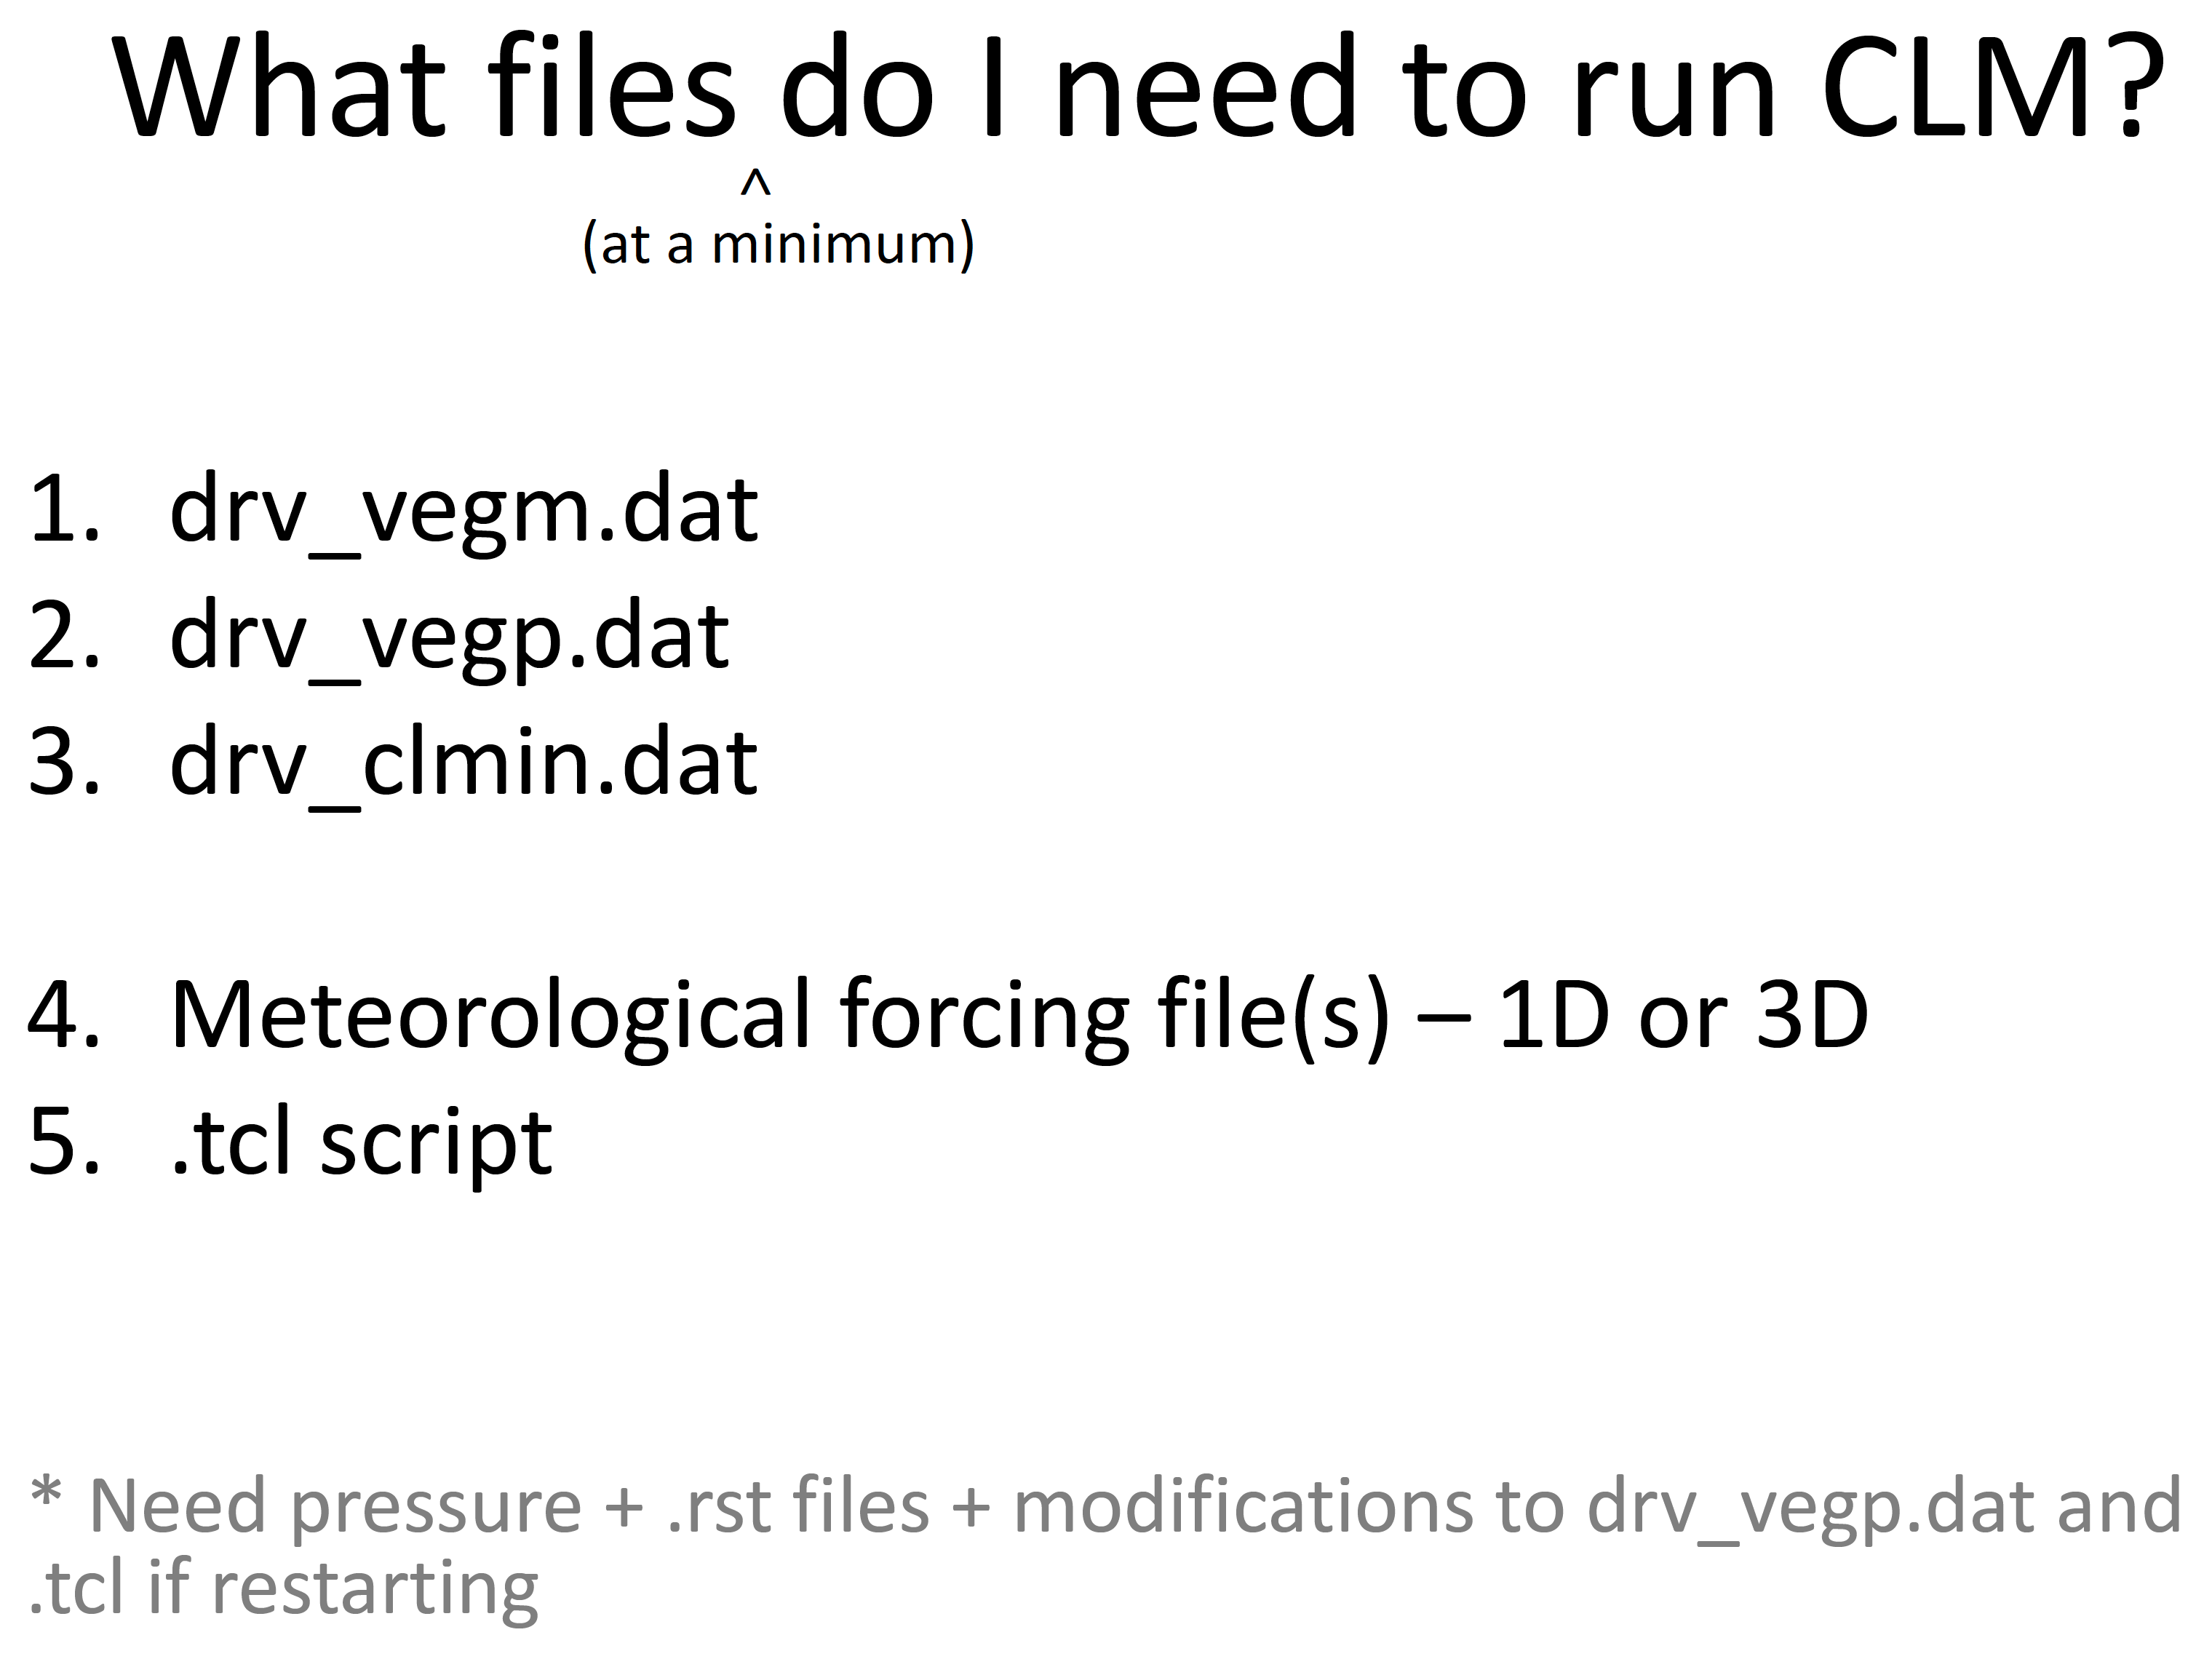 What files do I need to run CLM?
^
(at a minimum)
1. drv_vegm.dat
2. drv_vegp.dat
3. drv_clmin.dat
4. Meteorological forcing file(s) – 1D or 3D
5. .tcl script
* Need pressure + .rst files + modifications to drv_vegp.dat and
.tcl if restarting